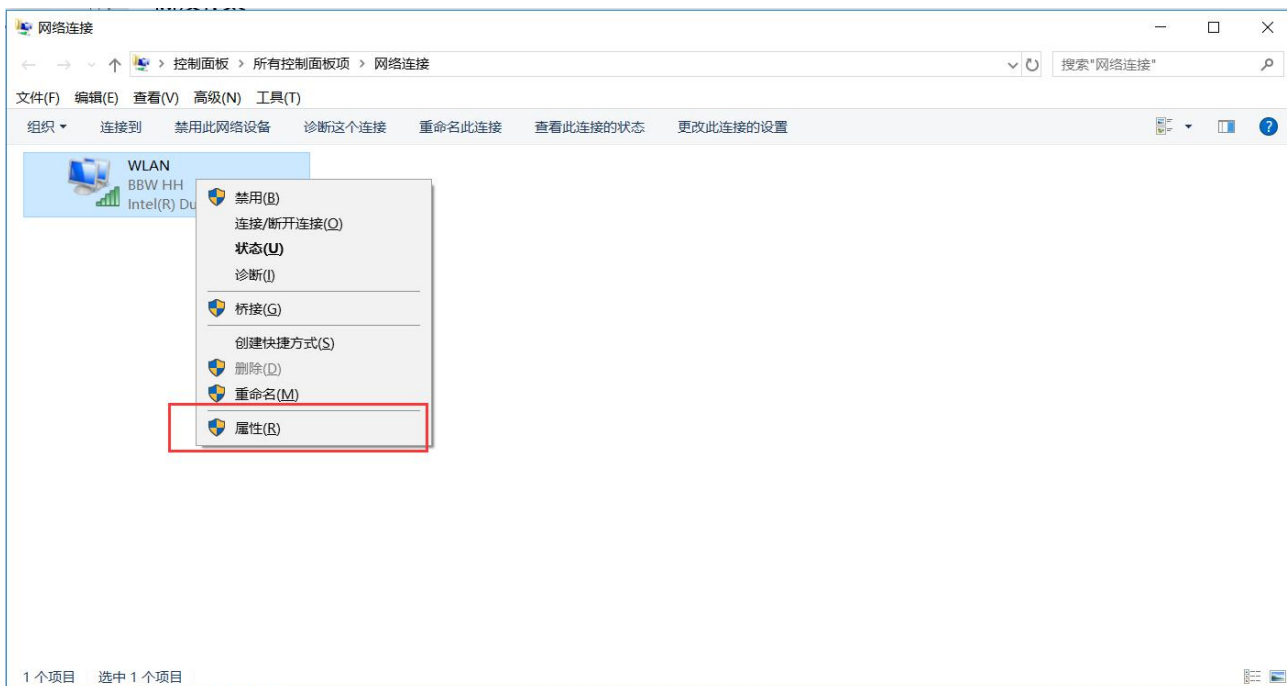 网络连接
控制面板 > 所有控制面板项 > 网络连接
搜索"网络连接"
文件(F) 编辑(E) 查看(V) 高级(N) 工具(T)
组织 连接到 禁用此网络设备 诊断这个连接 重命名此连接 查看此连接的状态 更改此连接的设置
WLAN
BBW HH
Intel(R) Du
禁用(B)
连接/断开连接(O)
状态(U)
诊断(I)
桥接(G)
创建快捷方式(S)
删除(D)
重命名(M)
属性(R)
1 个项目 选中 1 个项目